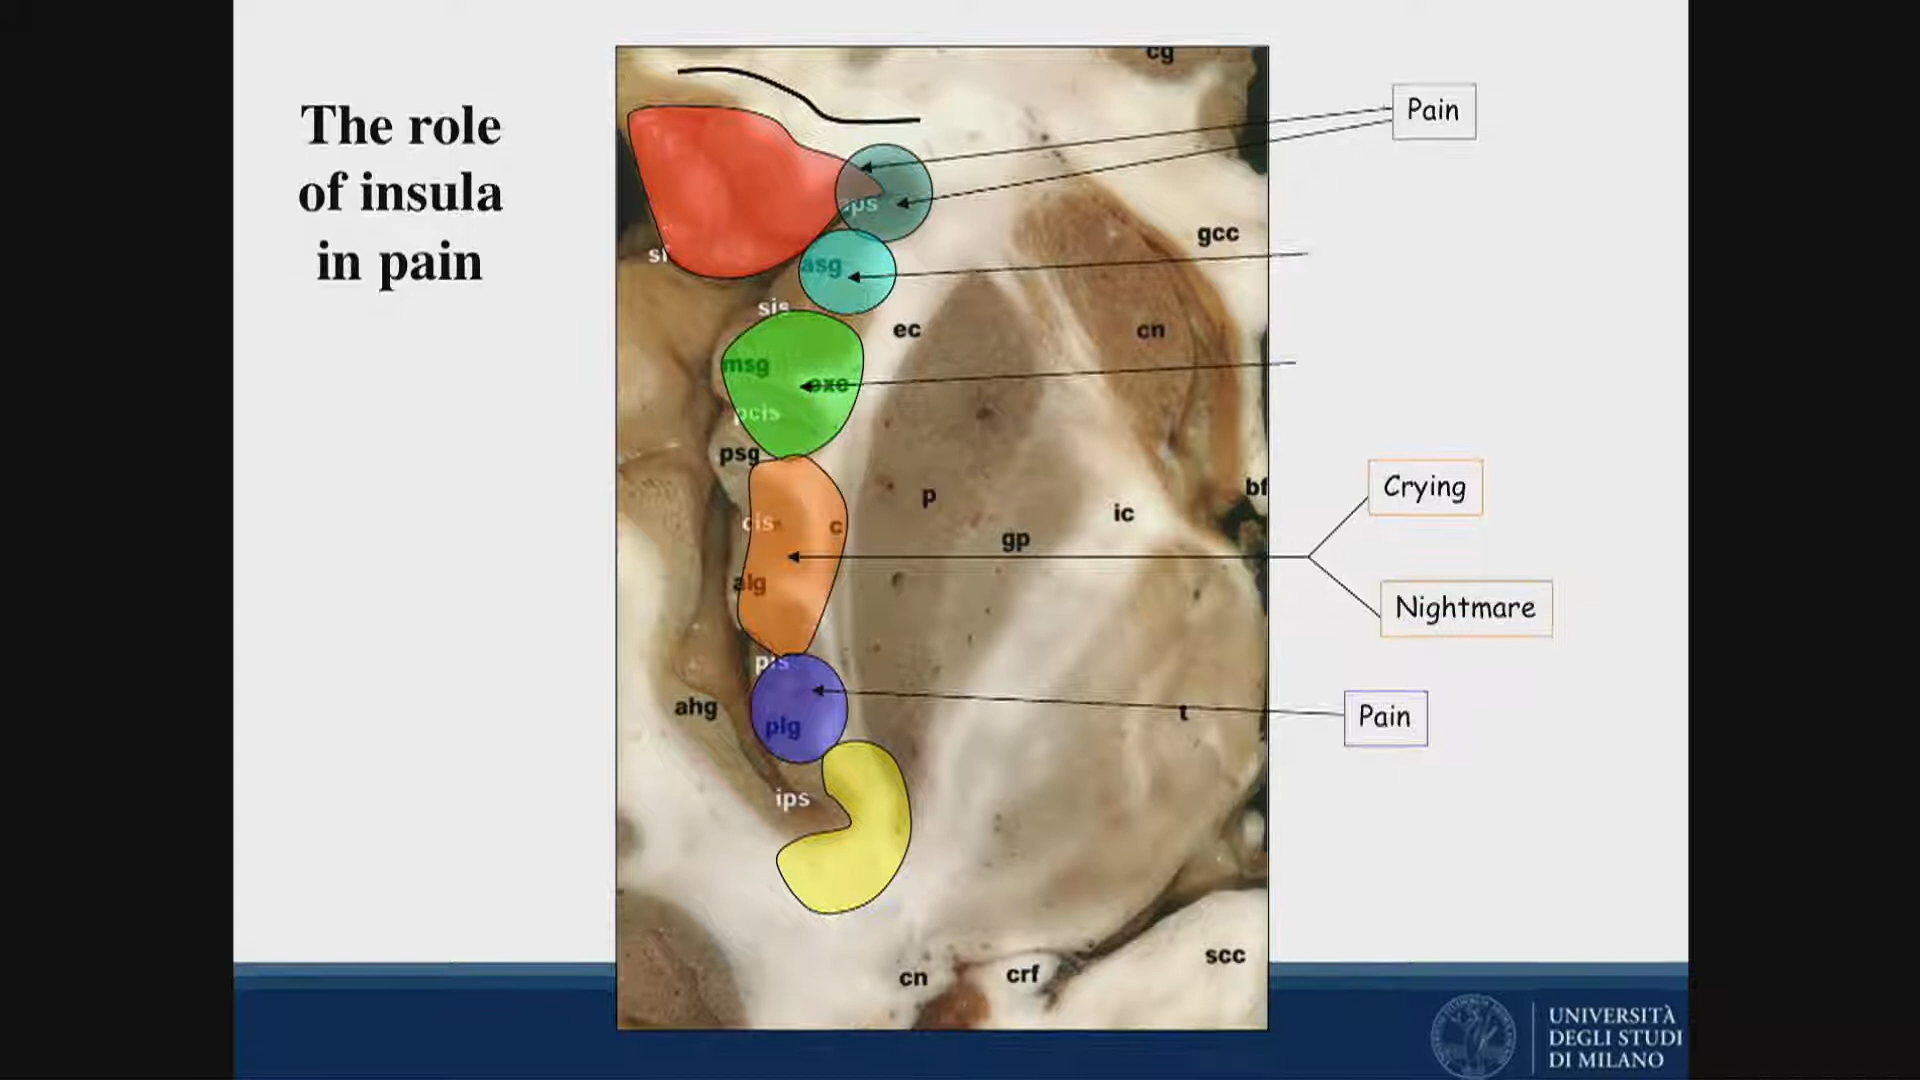 The role
of insula
in pain
cg
Pain
aps
gcc
si
asg
sis
ec
cn
msg
exc
pcis
psg
Crying
bf
p
ic
cis
c
gp
alg
Nightmare
pis
ahg
t
Pain
plg
ips
scc
cn
crf
UNIVERSITÀ
DEGLI STUDI
DI MILANO